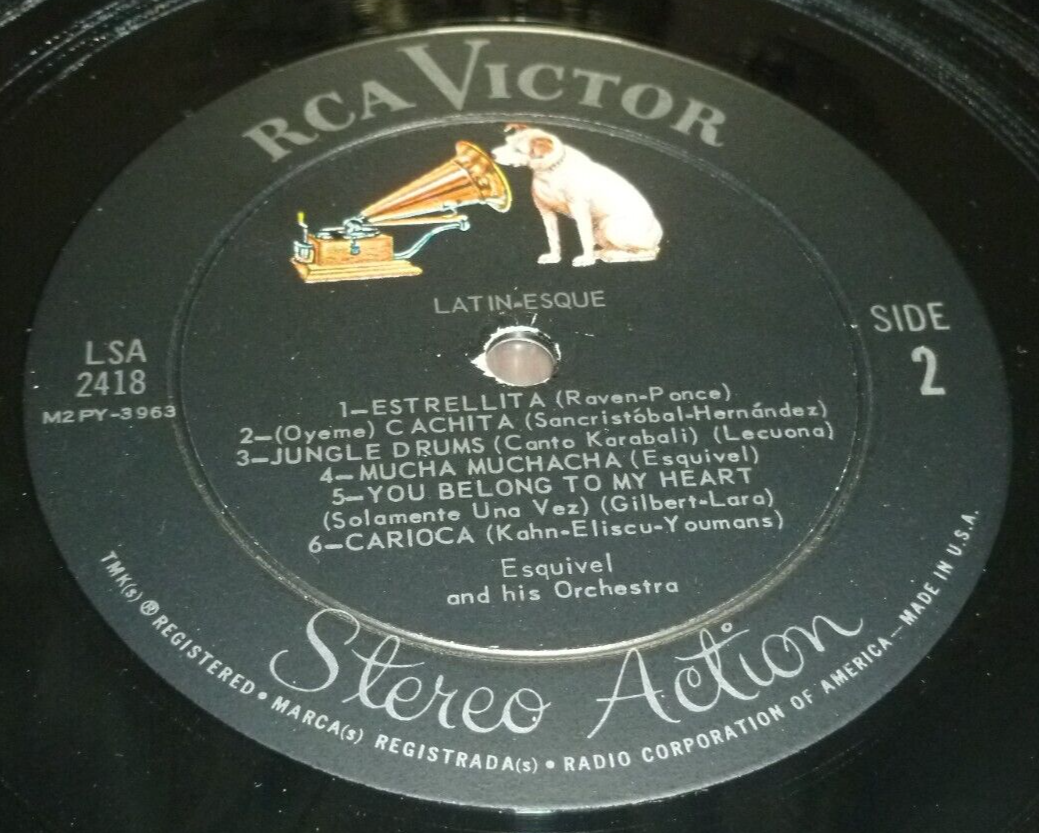 RCA VICTOR
LATIN-ESQUE
LSA
2418
M2PY-3963
SIDE
2
1—ESTRELLITA (Raven-Ponce)
2—(Oyeme) CACHITA (Sancristóbal-Hernández)
3—JUNGLE DRUMS (Canto Karabali) (Lecuona)
4—MUCHA MUCHACHA (Esquivel)
5—YOU BELONG TO MY HEART
(Solamente Una Vez) (Gilbert-Lara)
6—CARIOCA (Kahn-Eliscu-Youmans)
Esquivel
and his Orchestra
Stereo Action
TMK(s) ® REGISTERED • MARCA(s) REGISTRADA(s) • RADIO CORPORATION OF AMERICA—MADE IN U.S.A.